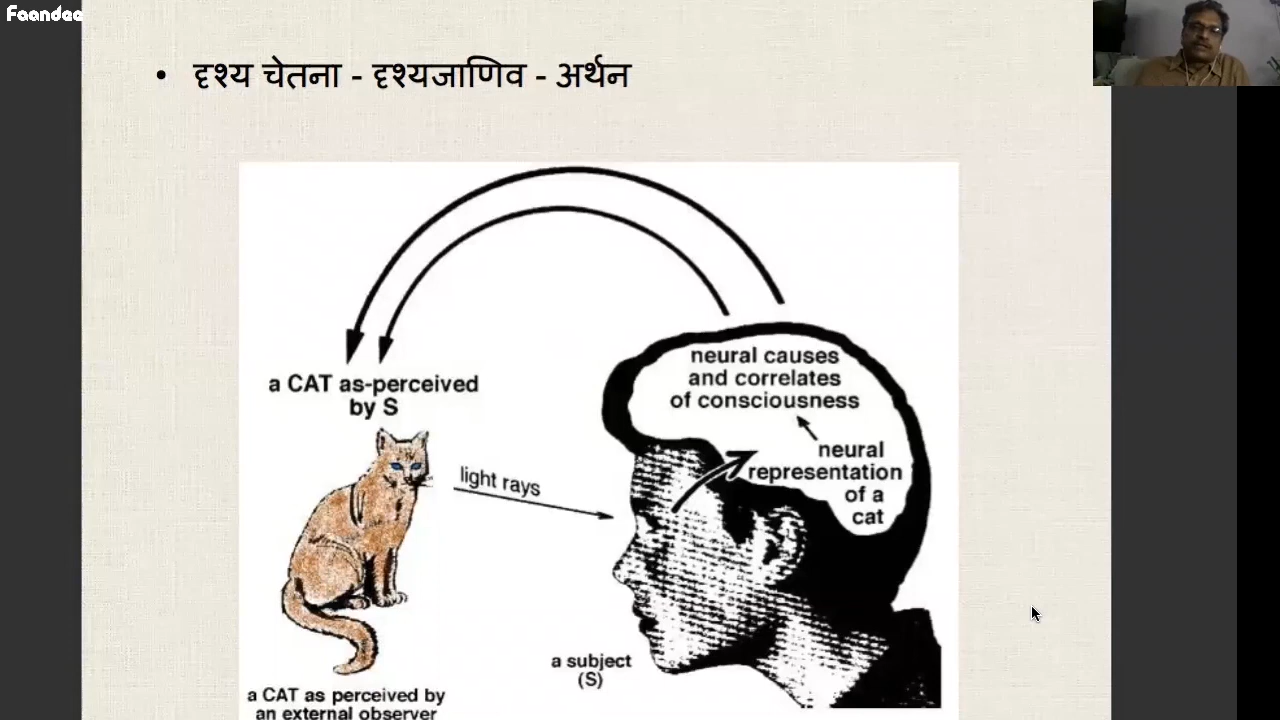 Faandee
• दृश्य चेतना - दृश्यजाणिव - अर्थन
a CAT as-perceived
by S
neural causes
and correlates
of consciousness
neural
representation
of a
cat
light rays
a subject
(S)
a CAT as perceived by
an external observer